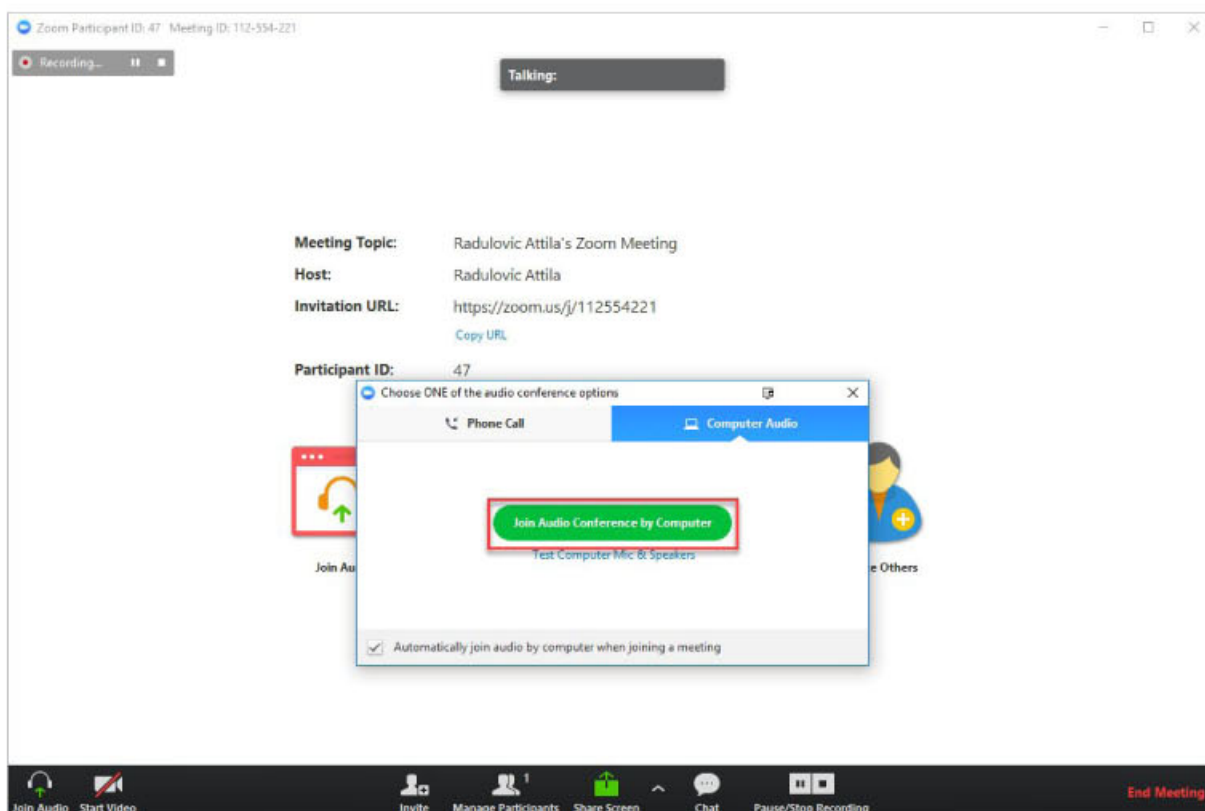 Zoom Participant ID: 47 Meeting ID: 112-554-221
Recording...
Talking:
Meeting Topic: Radulovic Attila's Zoom Meeting
Host: Radulovic Attila
Invitation URL: https://zoom.us/j/112554221
Copy URL
Participant ID: 47
Choose ONE of the audio conference options
Phone Call Computer Audio
Join Audio Conference by Computer
Test Computer Mic & Speakers
Join Au e Others
Automatically join audio by computer when joining a meeting
1
Join Audio Start Video Invite Manage Participants Share Screen Chat Pause/Stop Recording End Meeting